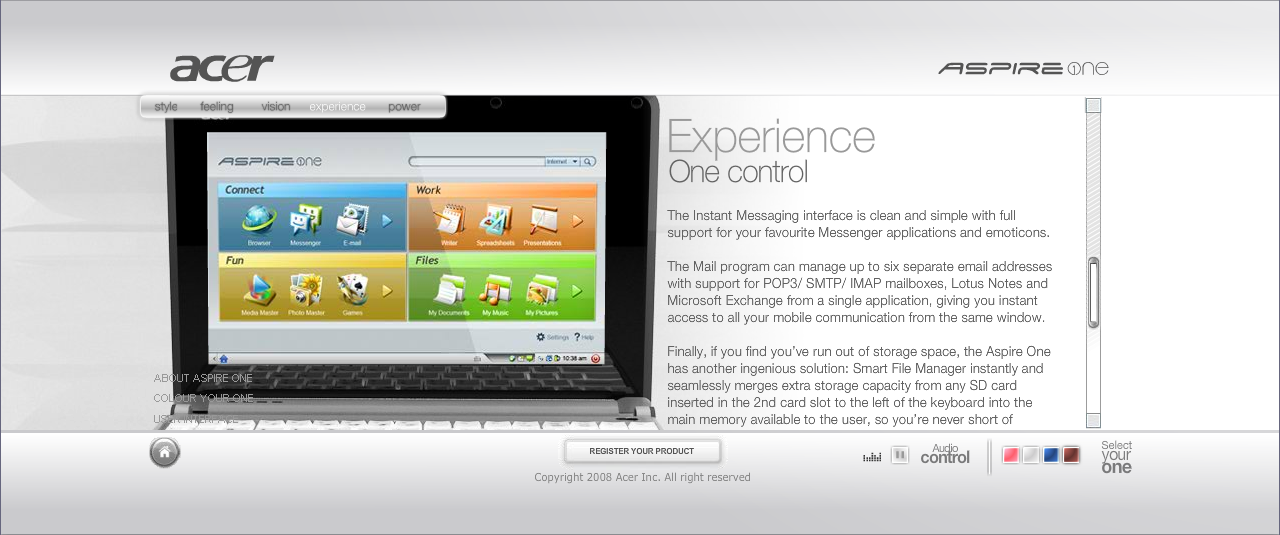 acer
ASPIRE one
style feeling vision experience power
acer
ASPIRE one
Internet
Connect
Work
Browser Messenger E-mail
Writer Spreadsheets Presentations
Fun
Files
Media Master Photo Master Games
My Documents My Music My Pictures
Settings ? Help
10:38 am
Experience
One control
The Instant Messaging interface is clean and simple with full
support for your favourite Messenger applications and emoticons.
The Mail program can manage up to six separate email addresses
with support for POP3/ SMTP/ IMAP mailboxes, Lotus Notes and
Microsoft Exchange from a single application, giving you instant
access to all your mobile communication from the same window.
Finally, if you find you’ve run out of storage space, the Aspire One
has another ingenious solution: Smart File Manager instantly and
seamlessly merges extra storage capacity from any SD card
inserted in the 2nd card slot to the left of the keyboard into the
main memory available to the user, so you’re never short of
ABOUT ASPIRE ONE
COLOUR YOUR ONE
REGISTER YOUR PRODUCT
Copyright 2008 Acer Inc. All right reserved
Audio
control
Select
your
one